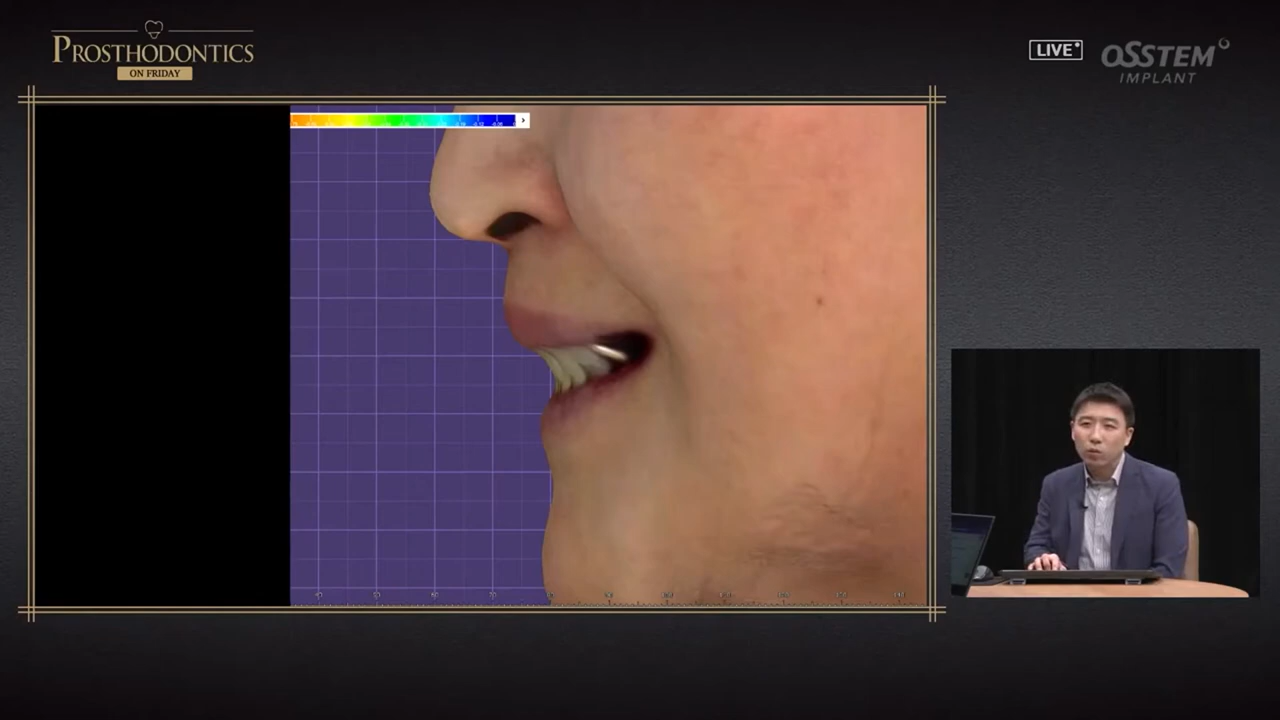 PROSTHODONTICS
ON FRIDAY
LIVE
OSSTEM
IMPLANT